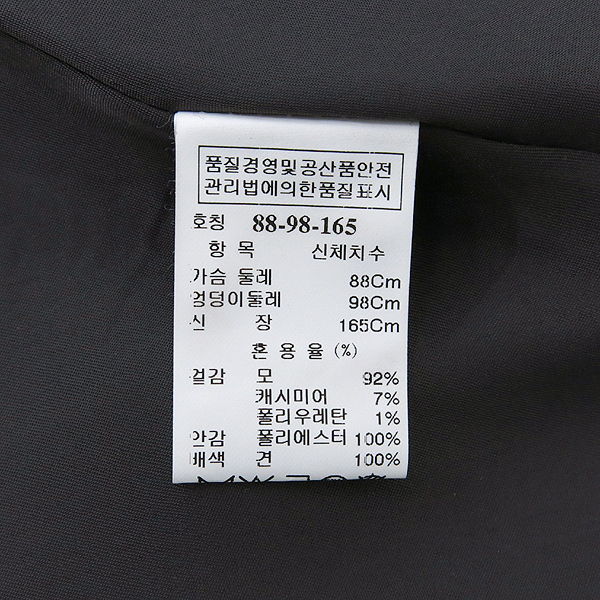 품질경영및공산품안전
관리법에의한품질표시
호칭 88-98-165
항 목 신체치수
가슴 둘레 88Cm
엉덩이둘레 98Cm
신 장 165Cm
혼 용 율 (%)
겉감 모 92%
캐시미어 7%
폴리우레탄 1%
안감 폴리에스터 100%
배색 견 100%